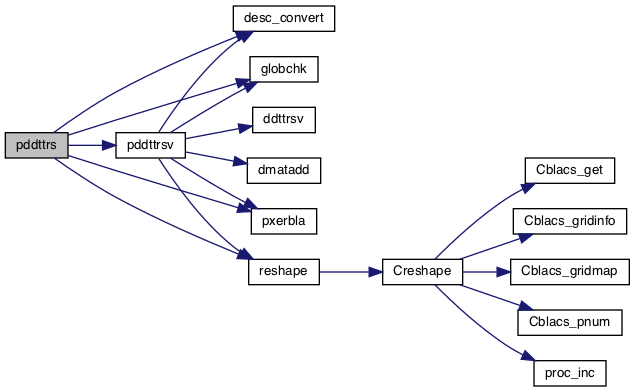 desc_convert
globchk
pddttrs
pddttrsv
ddttrsv
dmatadd
pxerbla
reshape
Creshape
Cblacs_get
Cblacs_gridinfo
Cblacs_gridmap
Cblacs_pnum
proc_inc